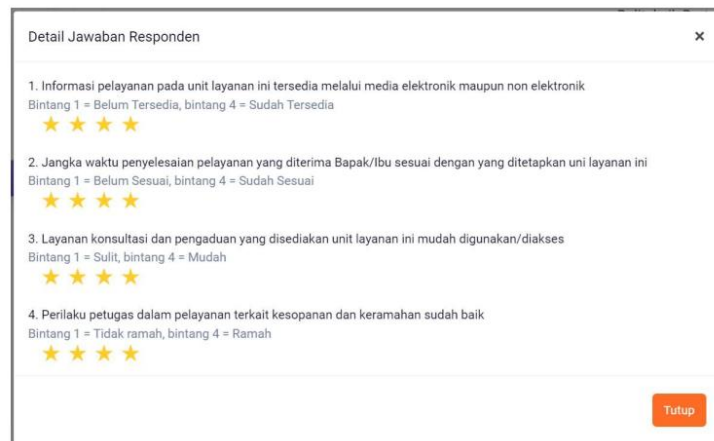 Detail Jawaban Responden
×
1. Informasi pelayanan pada unit layanan ini tersedia melalui media elektronik maupun non elektronik
Bintang 1 = Belum Tersedia, bintang 4 = Sudah Tersedia
2. Jangka waktu penyelesaian pelayanan yang diterima Bapak/Ibu sesuai dengan yang ditetapkan uni layanan ini
Bintang 1 = Belum Sesuai, bintang 4 = Sudah Sesuai
3. Layanan konsultasi dan pengaduan yang disediakan unit layanan ini mudah digunakan/diakses
Bintang 1 = Sulit, bintang 4 = Mudah
4. Perilaku petugas dalam pelayanan terkait kesopanan dan keramahan sudah baik
Bintang 1 = Tidak ramah, bintang 4 = Ramah
Tutup